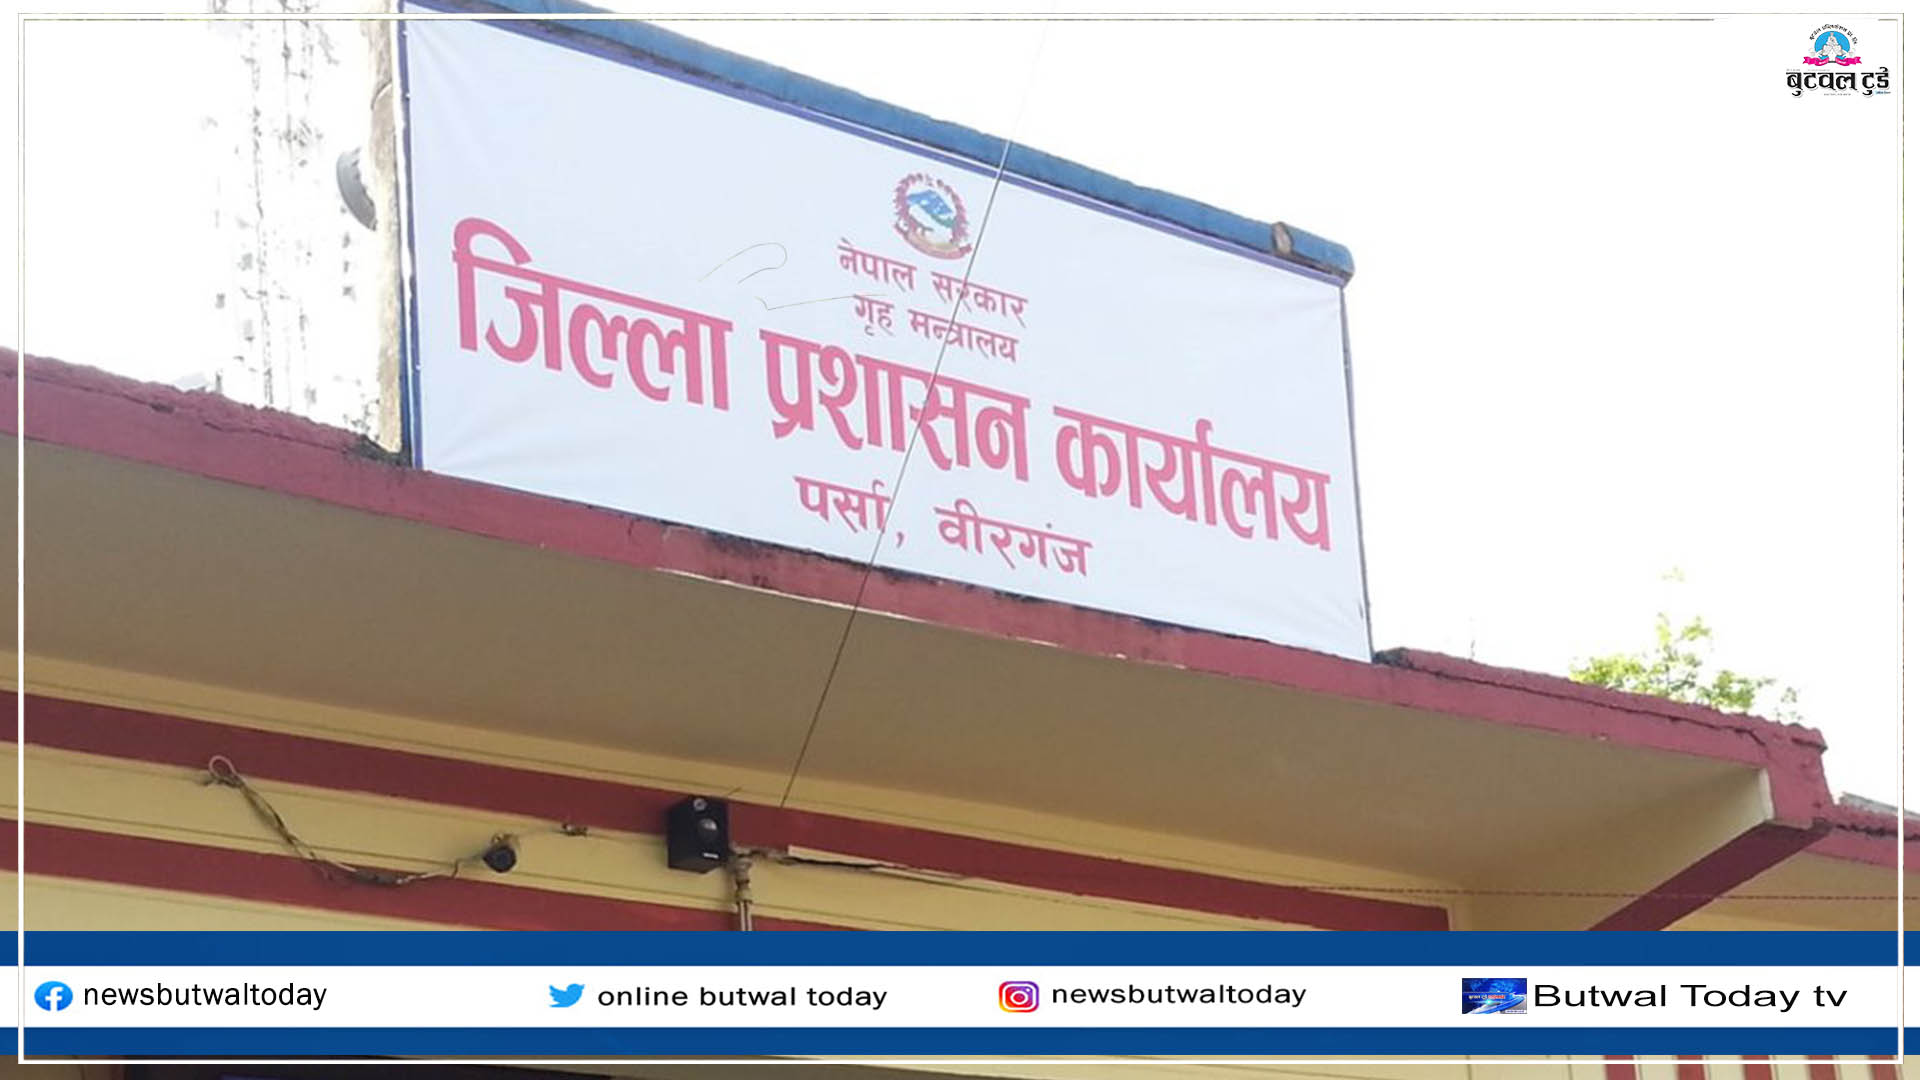 बुटवल टुडे
नेपाल सरकार
गृह मन्त्रालय
जिल्ला प्रशासन कार्यालय
पर्सा, वीरगंज
newsbutwaltoday
online butwal today
newsbutwaltoday
Butwal Today tv